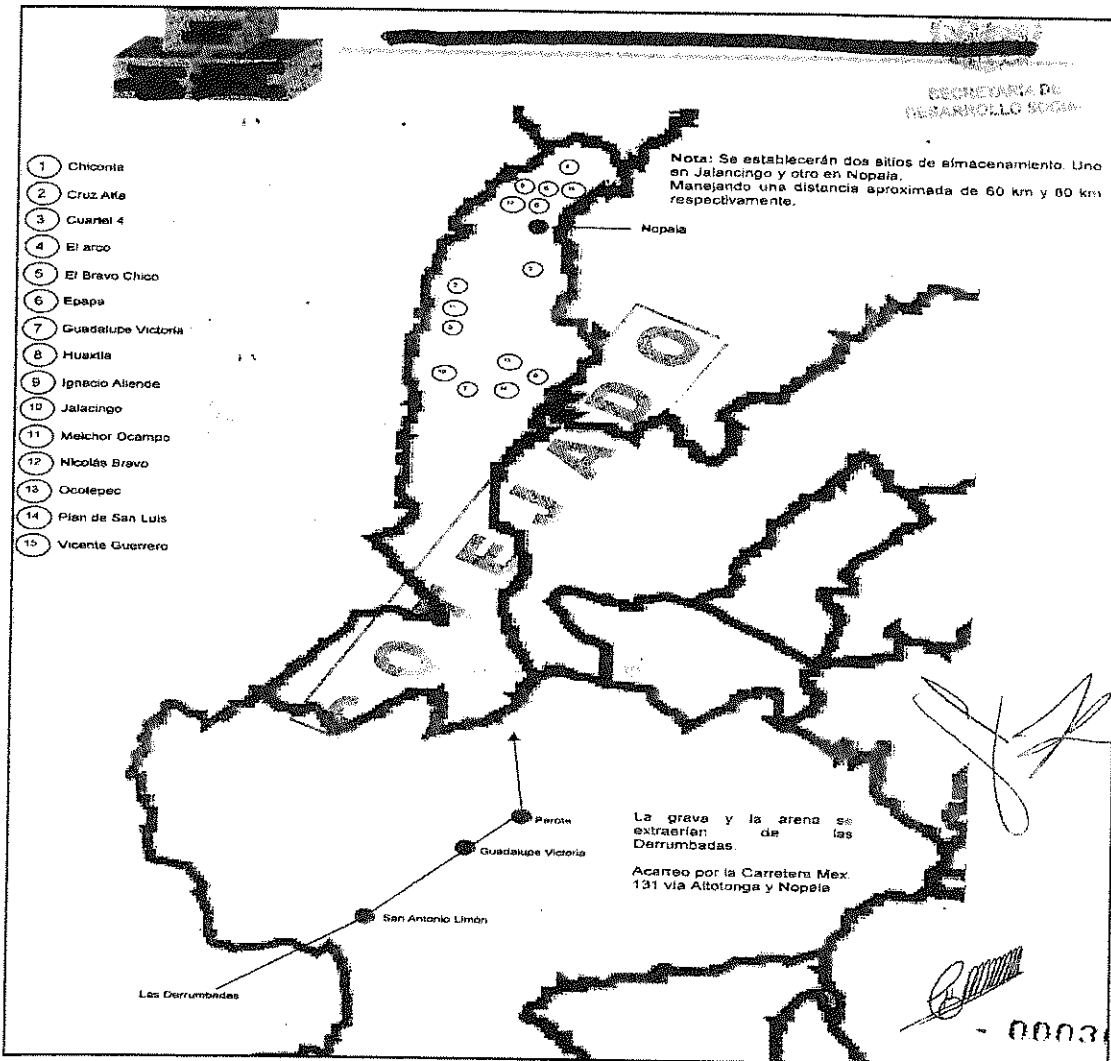 SECRETARIA DE
DESARROLLO SOCIAL
1 Chiconla
2 Cruz Alta
3 Cuartel 4
4 El arco
5 El Bravo Chico
6 Epapa
7 Guadalupe Victoria
8 Huaxtla
9 Ignacio Allende
10 Jalacingo
11 Melchor Ocampo
12 Nicolás Bravo
13 Ocotepec
14 Plan de San Luis
15 Vicente Guerrero
Nota: Se establecerán dos sitios de almacenamiento. Uno
en Jalancingo y otro en Nopala.
Manejando una distancia aproximada de 60 km y 80 km
respectivamente.
Nopala
COTEJADO
Perote
Guadalupe Victoria
San Antonio Limón
Las Derrumbadas
La grava y la arena se
extraerían de las
Derrumbadas.
Acarreo por la Carretera Mex.
131 vía Altotonga y Nopala
- 0003